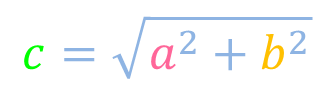 c = √(a² + b²)